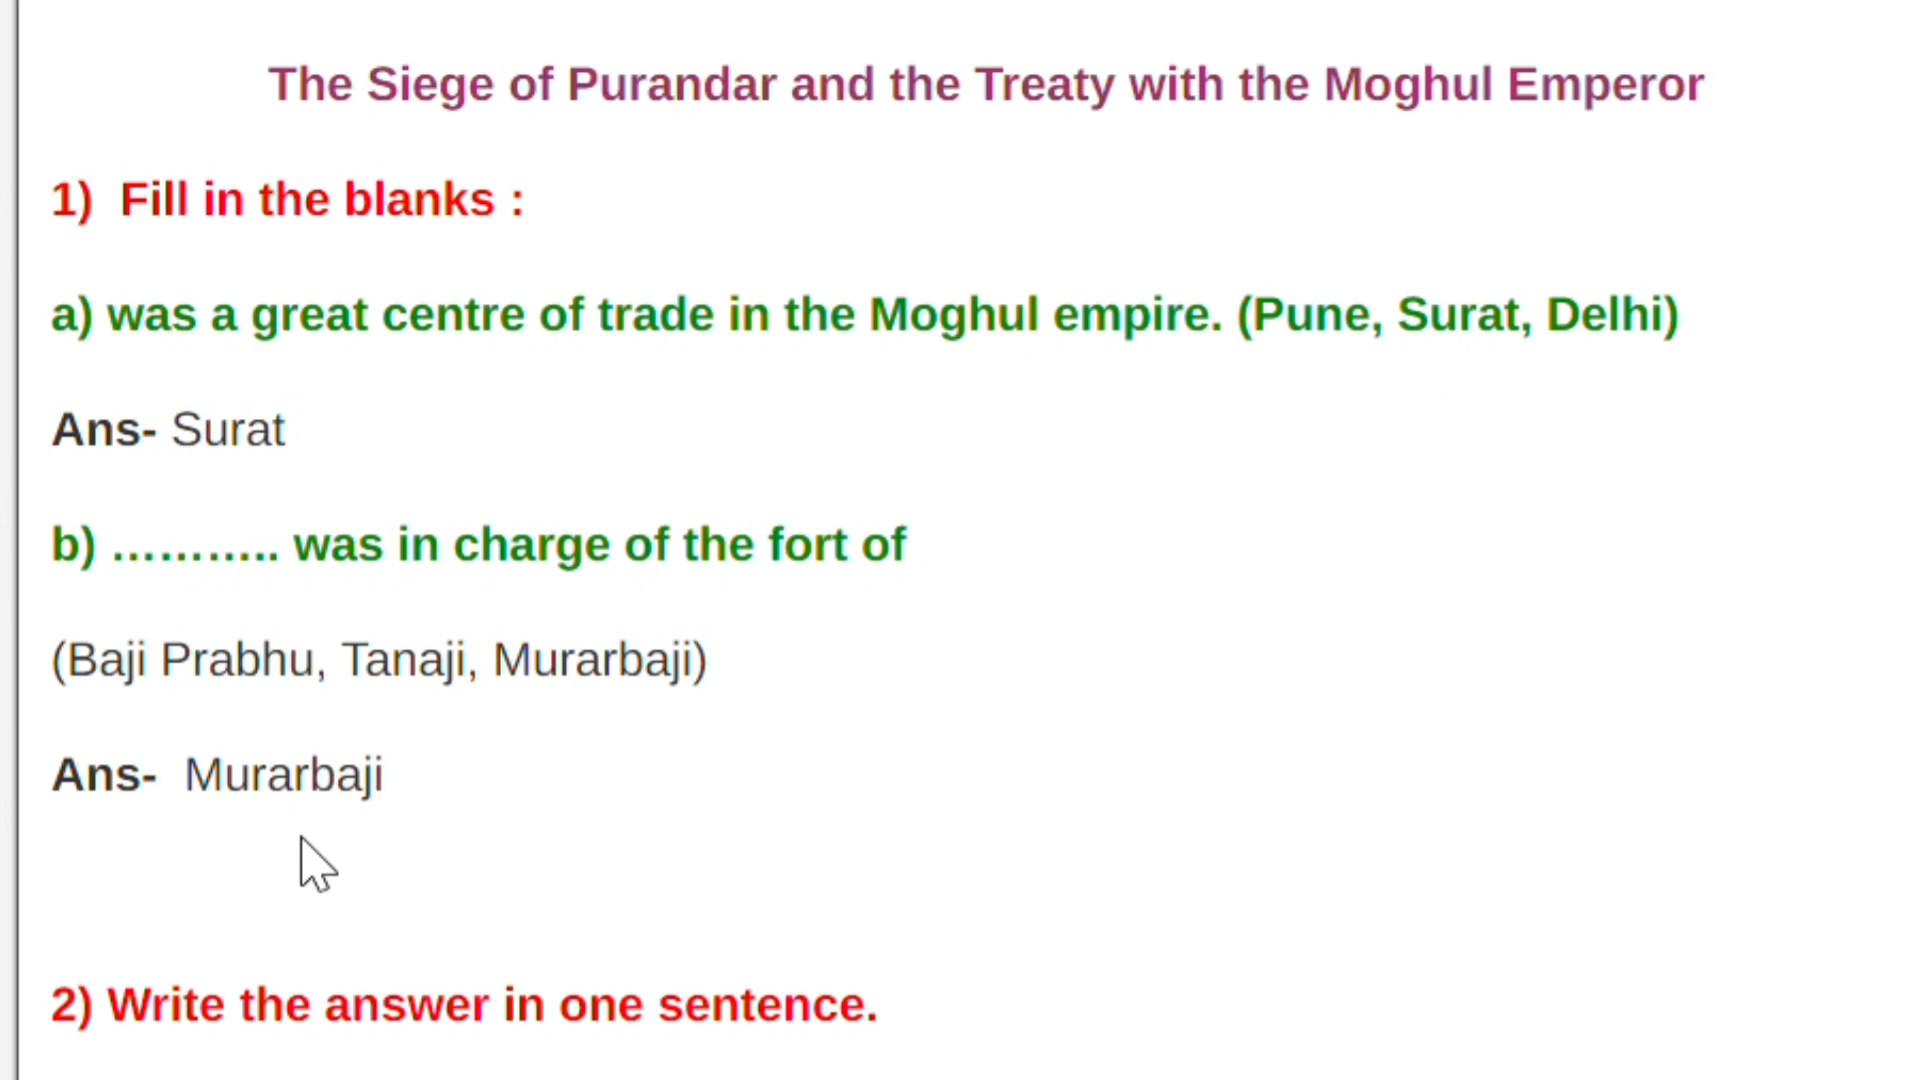 The Siege of Purandar and the Treaty with the Moghul Emperor
1) Fill in the blanks :
a) was a great centre of trade in the Moghul empire. (Pune, Surat, Delhi)
Ans- Surat
b) ……….. was in charge of the fort of
(Baji Prabhu, Tanaji, Murarbaji)
Ans- Murarbaji
2) Write the answer in one sentence.